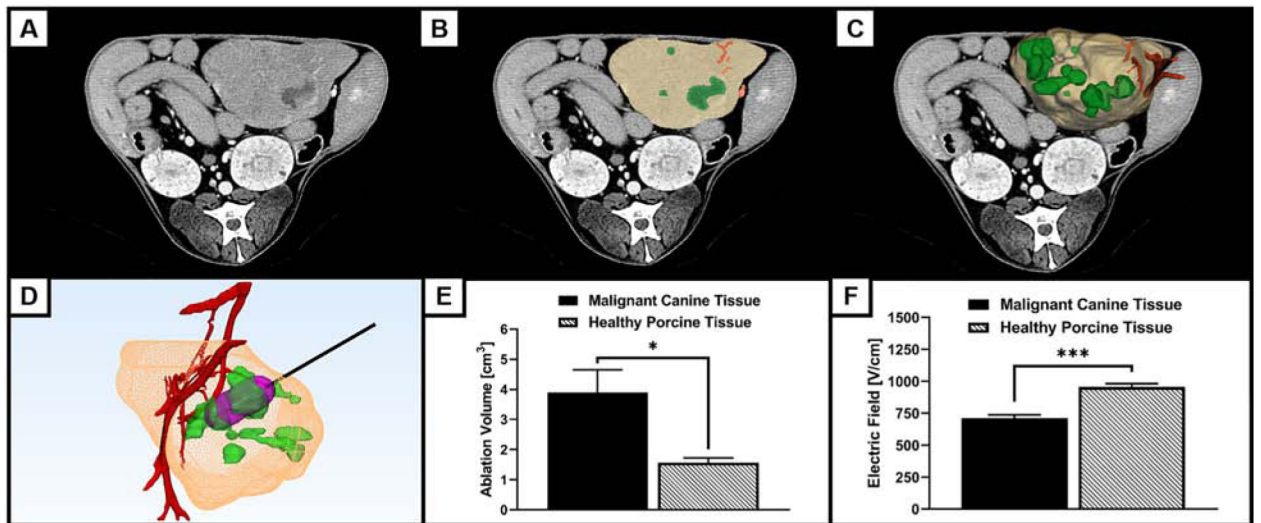 A
B
C
D
E
Malignant Canine Tissue
Healthy Porcine Tissue
Ablation Volume [cm³]
6
5
4
3
2
1
0
*
F
Malignant Canine Tissue
Healthy Porcine Tissue
Electric Field [V/cm]
1500
1250
1000
750
500
250
0
***